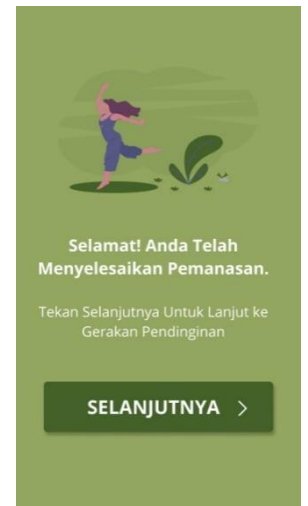 Selamat! Anda Telah
Menyelesaikan Pemanasan.
Tekan Selanjutnya Untuk Lanjut ke
Gerakan Pendinginan
SELANJUTNYA